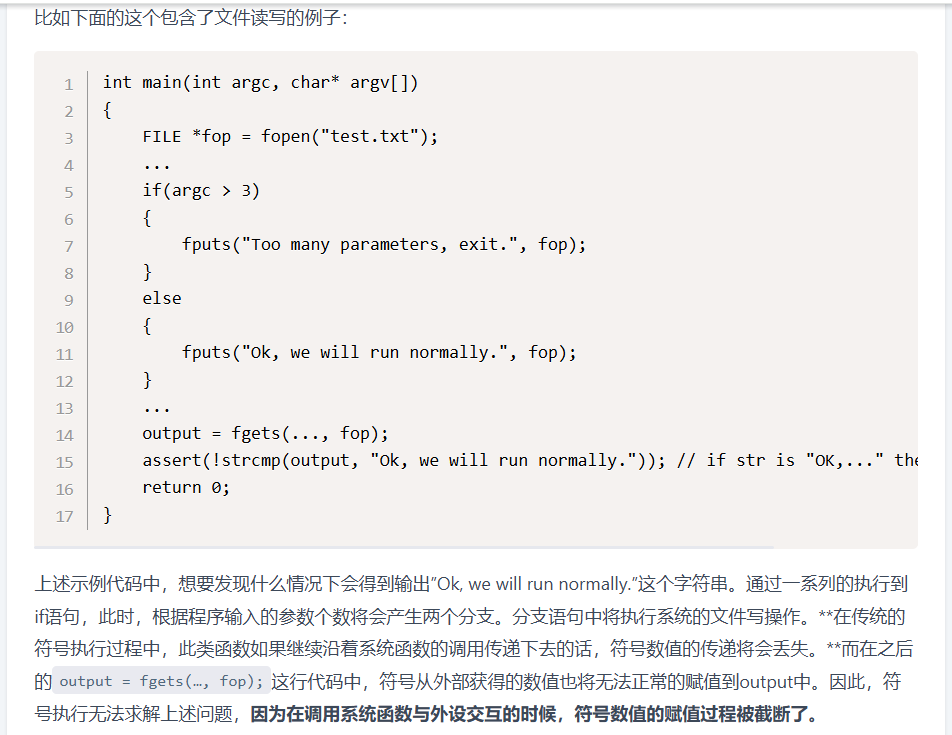 比如下面的这个包含了文件读写的例子：
1 int main(int argc, char* argv[])
2 {
3     FILE *fop = fopen("test.txt");
4     ...
5     if(argc > 3)
6     {
7         fputs("Too many parameters, exit.", fop);
8     }
9     else
10     {
11         fputs("Ok, we will run normally.", fop);
12     }
13     ...
14     output = fgets(..., fop);
15     assert(!strcmp(output, "Ok, we will run normally.")); // if str is "OK,..." the
16     return 0;
17 }
上述示例代码中，想要发现什么情况下会得到输出"Ok, we will run normally."这个字符串。通过一系列的执行到
if语句，此时，根据程序输入的参数个数将会产生两个分支。分支语句中将执行系统的文件写操作。**在传统的
符号执行过程中，此类函数如果继续沿着系统函数的调用传递下去的话，符号数值的传递将会丢失。**而在之后
的 output = fgets(…, fop); 这行代码中，符号从外部获得的数值也将无法正常的赋值到output中。因此，符
号执行无法求解上述问题，因为在调用系统函数与外设交互的时候，符号数值的赋值过程被截断了。